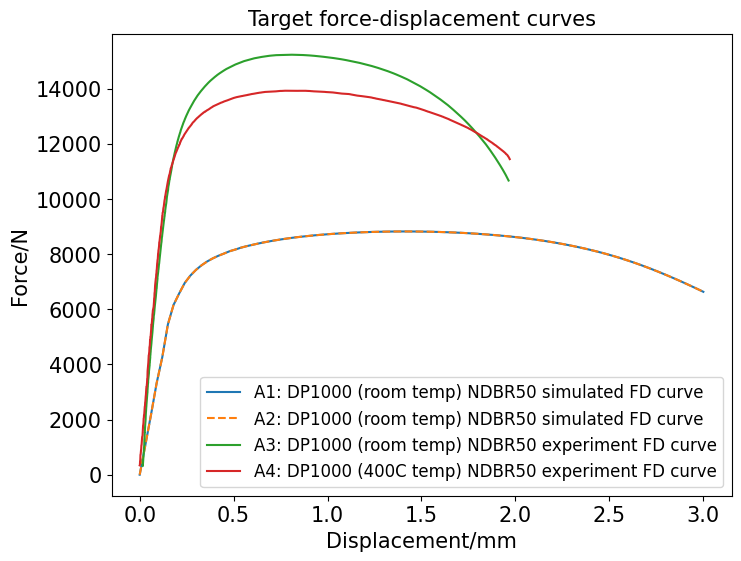 Target force-displacement curves
Force/N
14000
12000
10000
8000
6000
4000
2000
0
A1: DP1000 (room temp) NDBR50 simulated FD curve
A2: DP1000 (room temp) NDBR50 simulated FD curve
A3: DP1000 (room temp) NDBR50 experiment FD curve
A4: DP1000 (400C temp) NDBR50 experiment FD curve
0.0 0.5 1.0 1.5 2.0 2.5 3.0
Displacement/mm